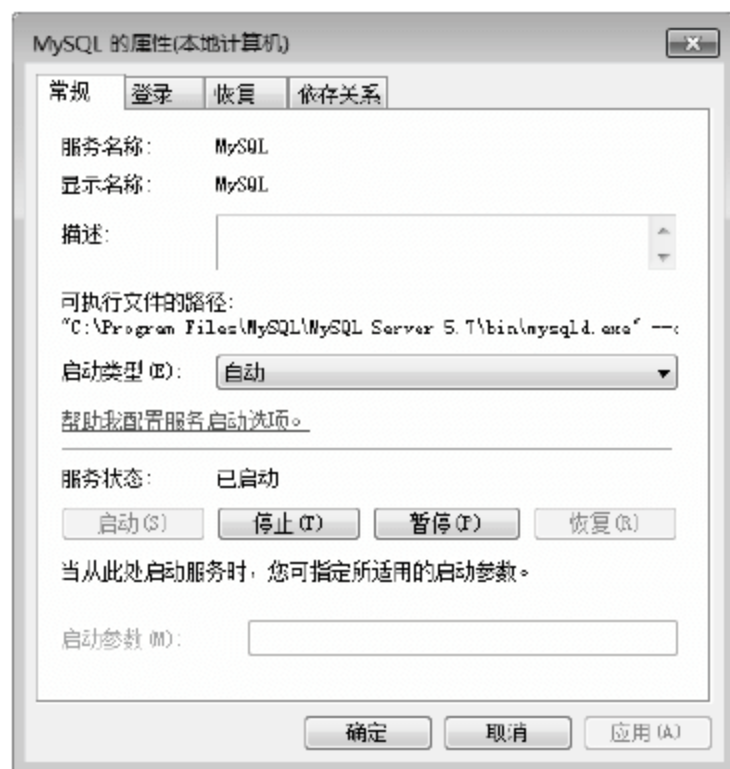 MySQL 的属性(本地计算机)
常规 登录 恢复 依存关系
服务名称: MySQL
显示名称: MySQL
描述:
可执行文件的路径:
"C:\Program Files\MySQL\MySQL Server 5.7\bin\mysqld.exe" --
启动类型(E): 自动
帮助我配置服务启动选项。
服务状态: 已启动
启动(S) 停止(T) 暂停(P) 恢复(R)
当从此处启动服务时,您可指定所适用的启动参数。
启动参数(M):
确定 取消 应用(A)